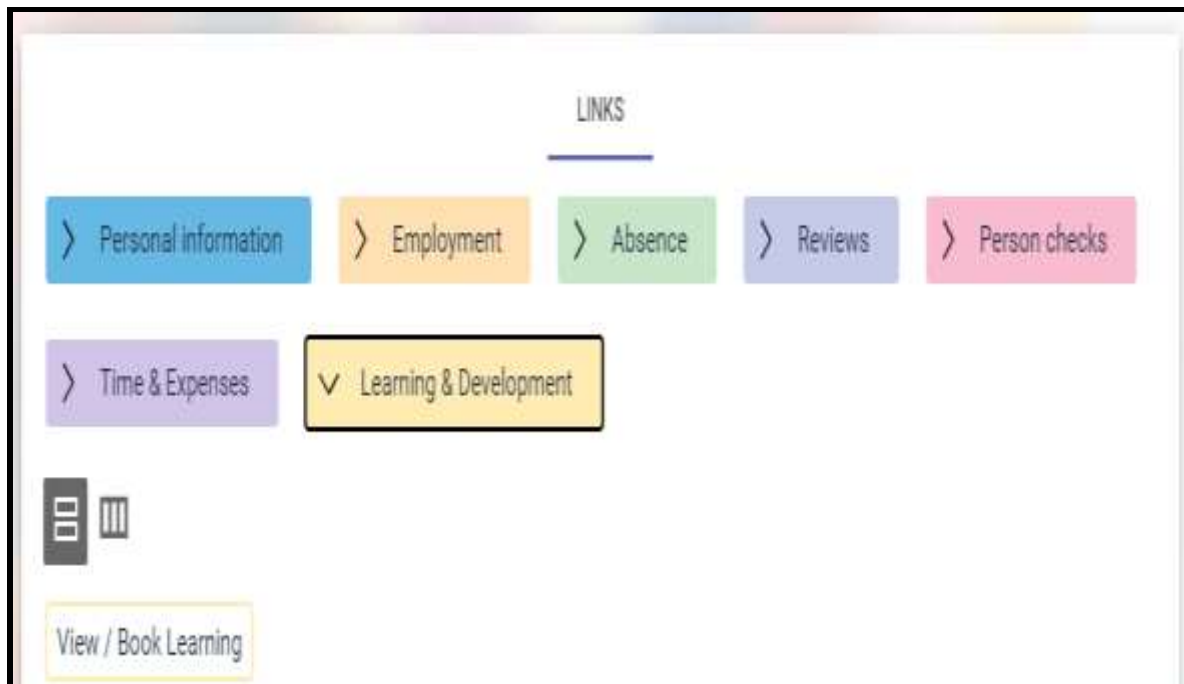 LINKS
Personal information Employment Absence Reviews Person checks
Time & Expenses Learning & Development
View / Book Learning